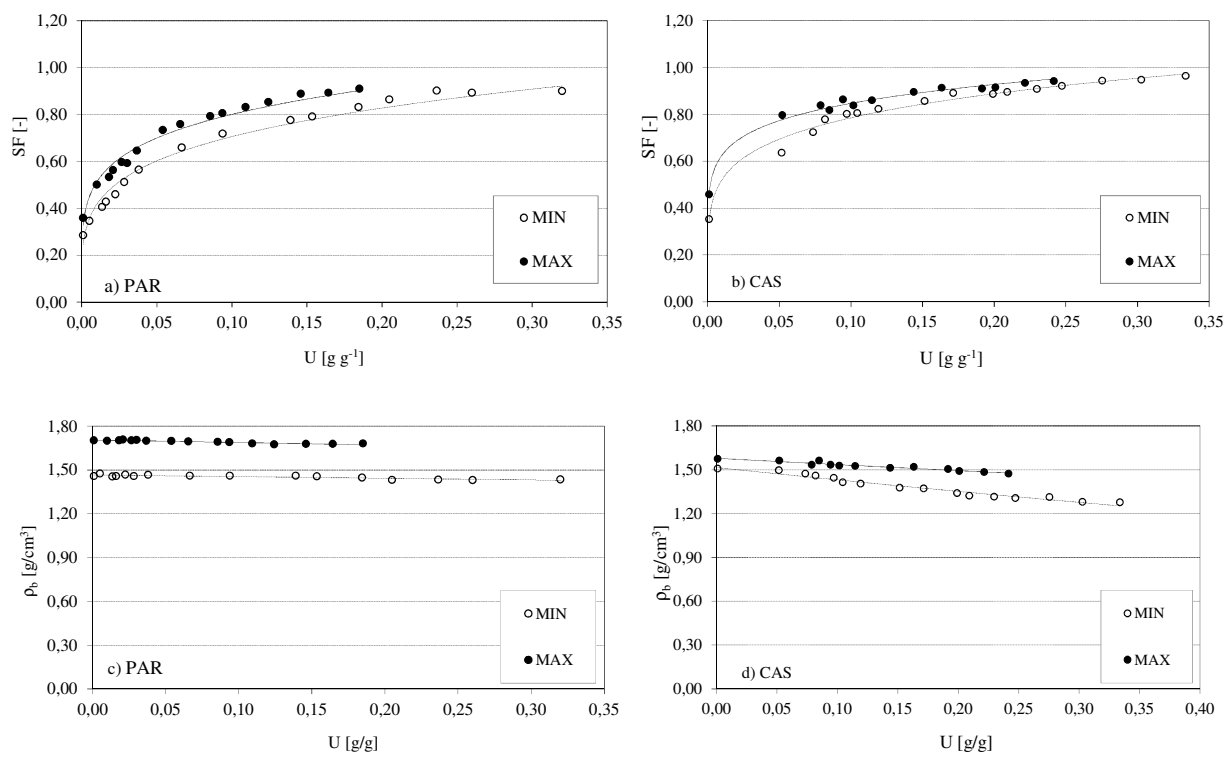 1,20
1,00
0,80
0,60
0,40
0,20
0,00
SF [-]
a) PAR
MIN
MAX
0,00 0,05 0,10 0,15 0,20 0,25 0,30 0,35
U [g g-1]
1,20
1,00
0,80
0,60
0,40
0,20
0,00
SF [-]
b) CAS
MIN
MAX
0,00 0,05 0,10 0,15 0,20 0,25 0,30 0,35
U [g g-1]
1,80
1,50
1,20
0,90
0,60
0,30
0,00
ρb [g/cm3]
c) PAR
MIN
MAX
0,00 0,05 0,10 0,15 0,20 0,25 0,30 0,35
U [g/g]
1,80
1,50
1,20
0,90
0,60
0,30
0,00
ρb [g/cm3]
d) CAS
MIN
MAX
0,00 0,05 0,10 0,15 0,20 0,25 0,30 0,35 0,40
U [g/g]